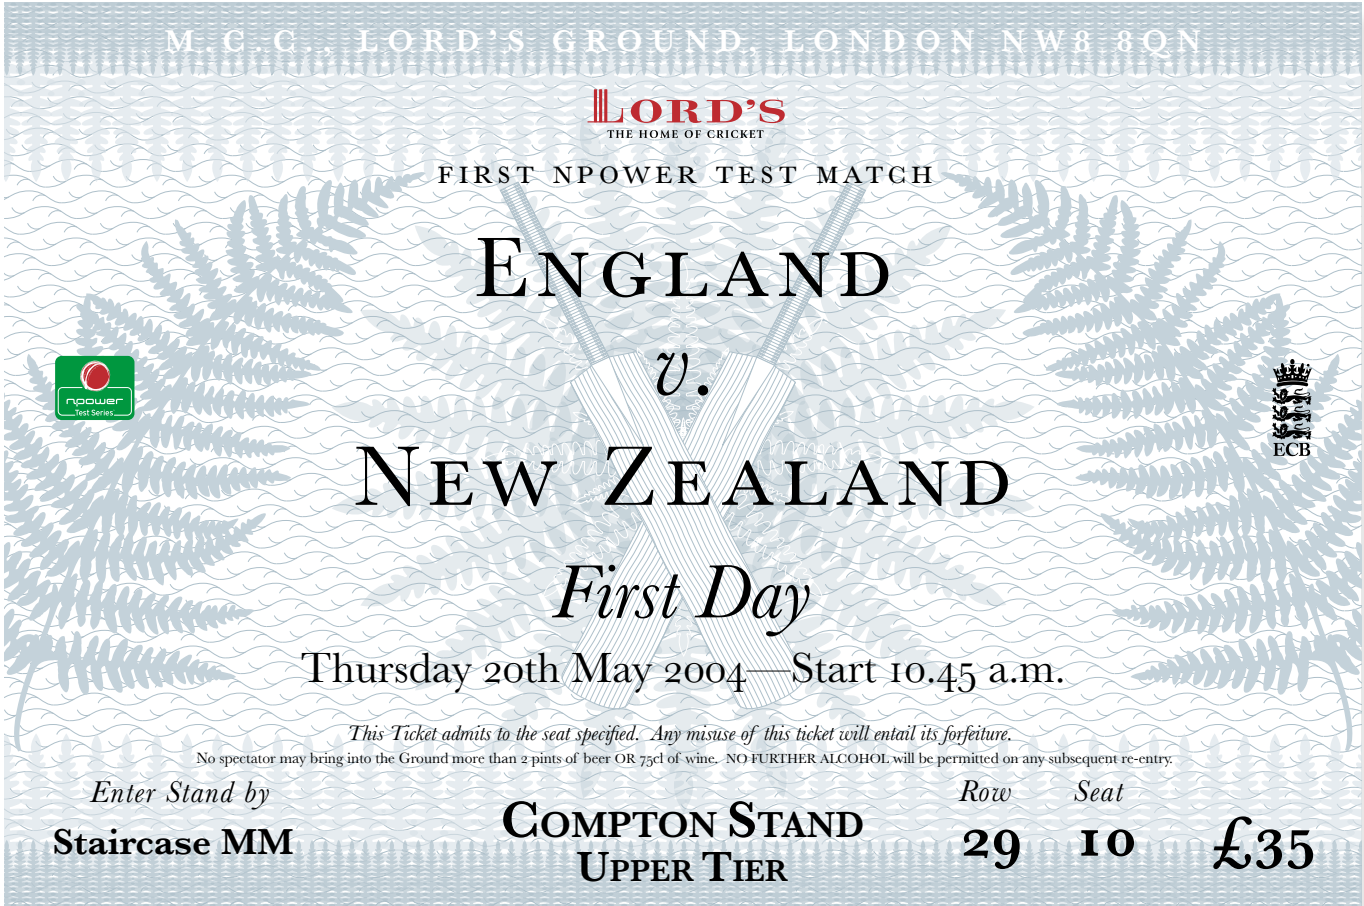 M.C.C., LORD'S GROUND, LONDON NW8 8QN
LORD'S
THE HOME OF CRICKET
FIRST NPOWER TEST MATCH
ENGLAND
v.
NEW ZEALAND
npower
Test Series
ECB
First Day
Thursday 20th May 2004—Start 10.45 a.m.
This Ticket admits to the seat specified. Any misuse of this ticket will entail its forfeiture.
No spectator may bring into the Ground more than 2 pints of beer OR 75cl of wine. NO FURTHER ALCOHOL will be permitted on any subsequent re-entry.
Enter Stand by
Staircase MM
COMPTON STAND
UPPER TIER
Row Seat
29 10 £35